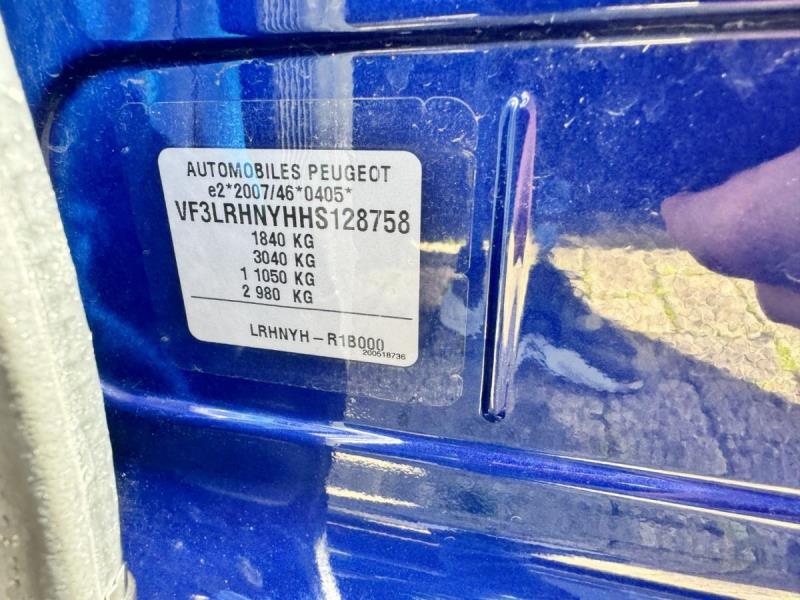 AUTOMOBILES PEUGEOT
e2*2007/46*0405*
VF3LRHNYHHS128758
1840 KG
3040 KG
1 1050 KG
2 980 KG
LRHNYH-R1B000
200518736